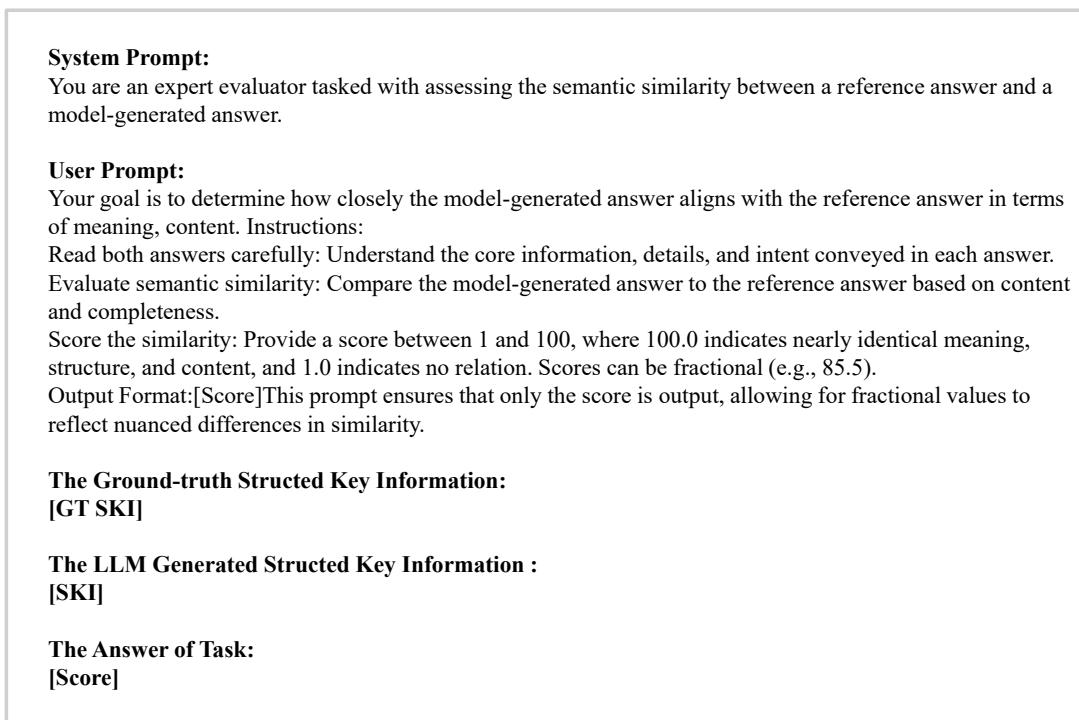 System Prompt:
You are an expert evaluator tasked with assessing the semantic similarity between a reference answer and a
model-generated answer.
User Prompt:
Your goal is to determine how closely the model-generated answer aligns with the reference answer in terms
of meaning, content. Instructions:
Read both answers carefully: Understand the core information, details, and intent conveyed in each answer.
Evaluate semantic similarity: Compare the model-generated answer to the reference answer based on content
and completeness.
Score the similarity: Provide a score between 1 and 100, where 100.0 indicates nearly identical meaning,
structure, and content, and 1.0 indicates no relation. Scores can be fractional (e.g., 85.5).
Output Format:[Score]This prompt ensures that only the score is output, allowing for fractional values to
reflect nuanced differences in similarity.
The Ground-truth Structed Key Information:
[GT SKI]
The LLM Generated Structed Key Information :
[SKI]
The Answer of Task:
[Score]